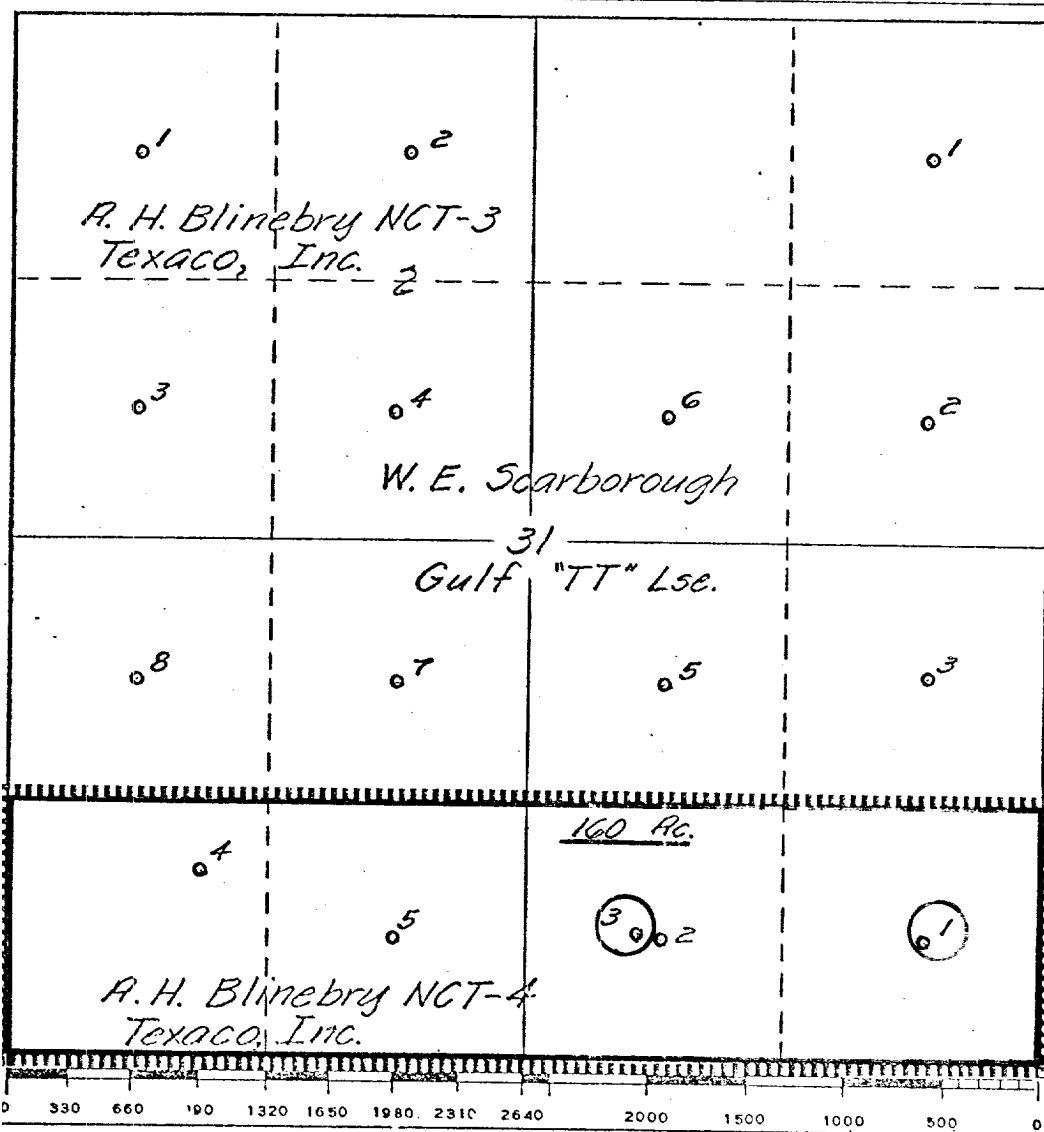 1 2 1
A. H. Blinebry NCT-3
Texaco, Inc.
2
3 4 6 2
W. E. Scarborough
31
Gulf "TT" Lse.
8 7 5 3
160 Ac.
4
5 3 2 1
A. H. Blinebry NCT-4
Texaco, Inc.
0 330 660 190 1320 1650 1980. 2310 2640 2000 1500 1000 500 0